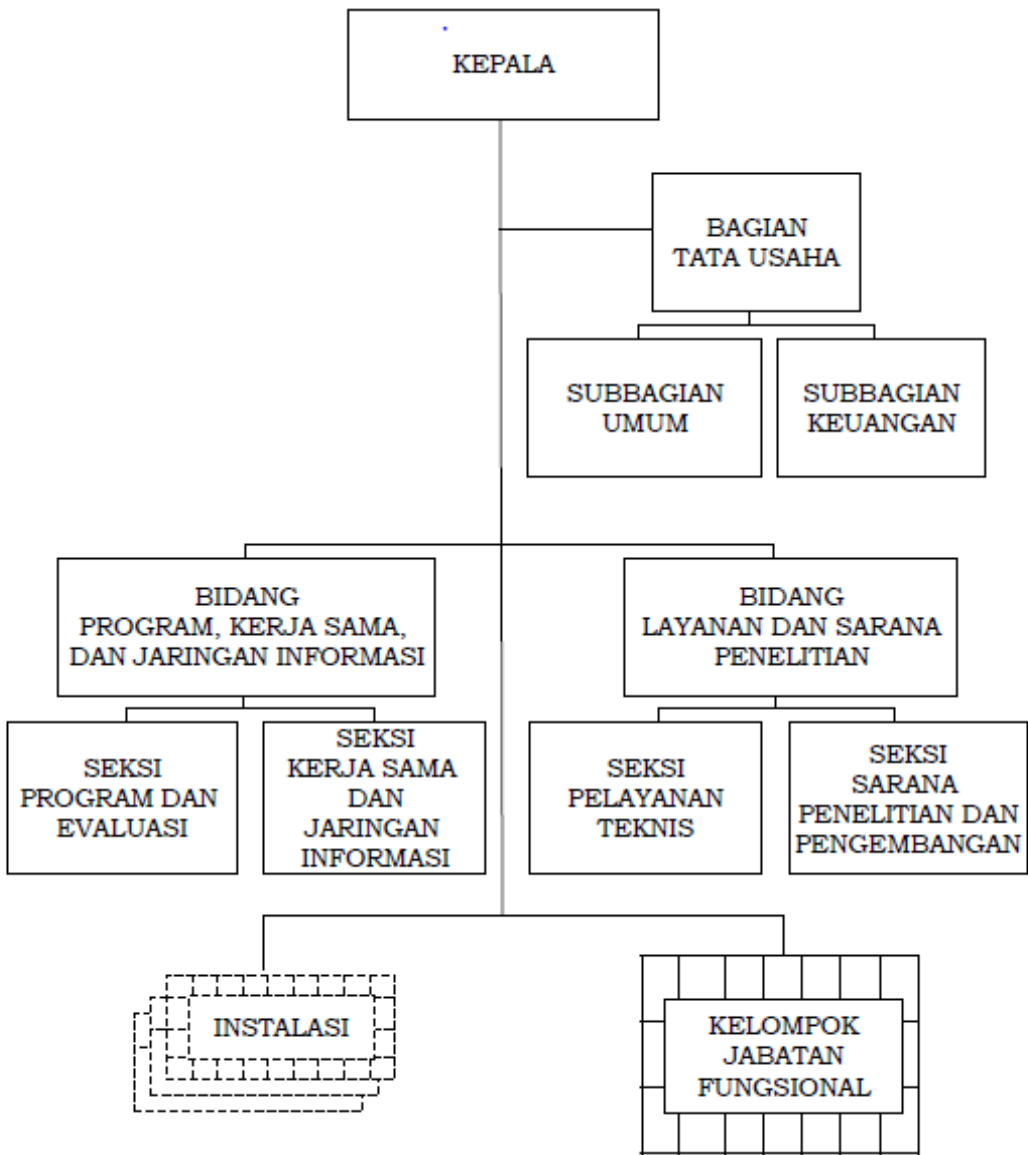 KEPALA
BAGIAN
TATA USAHA
SUBBAGIAN
UMUM
SUBBAGIAN
KEUANGAN
BIDANG
PROGRAM, KERJA SAMA,
DAN JARINGAN INFORMASI
BIDANG
LAYANAN DAN SARANA
PENELITIAN
SEKSI
PROGRAM DAN
EVALUASI
SEKSI
KERJA SAMA
DAN
JARINGAN
INFORMASI
SEKSI
PELAYANAN
TEKNIS
SEKSI
SARANA
PENELITIAN DAN
PENGEMBANGAN
INSTALASI
KELOMPOK
JABATAN
FUNGSIONAL